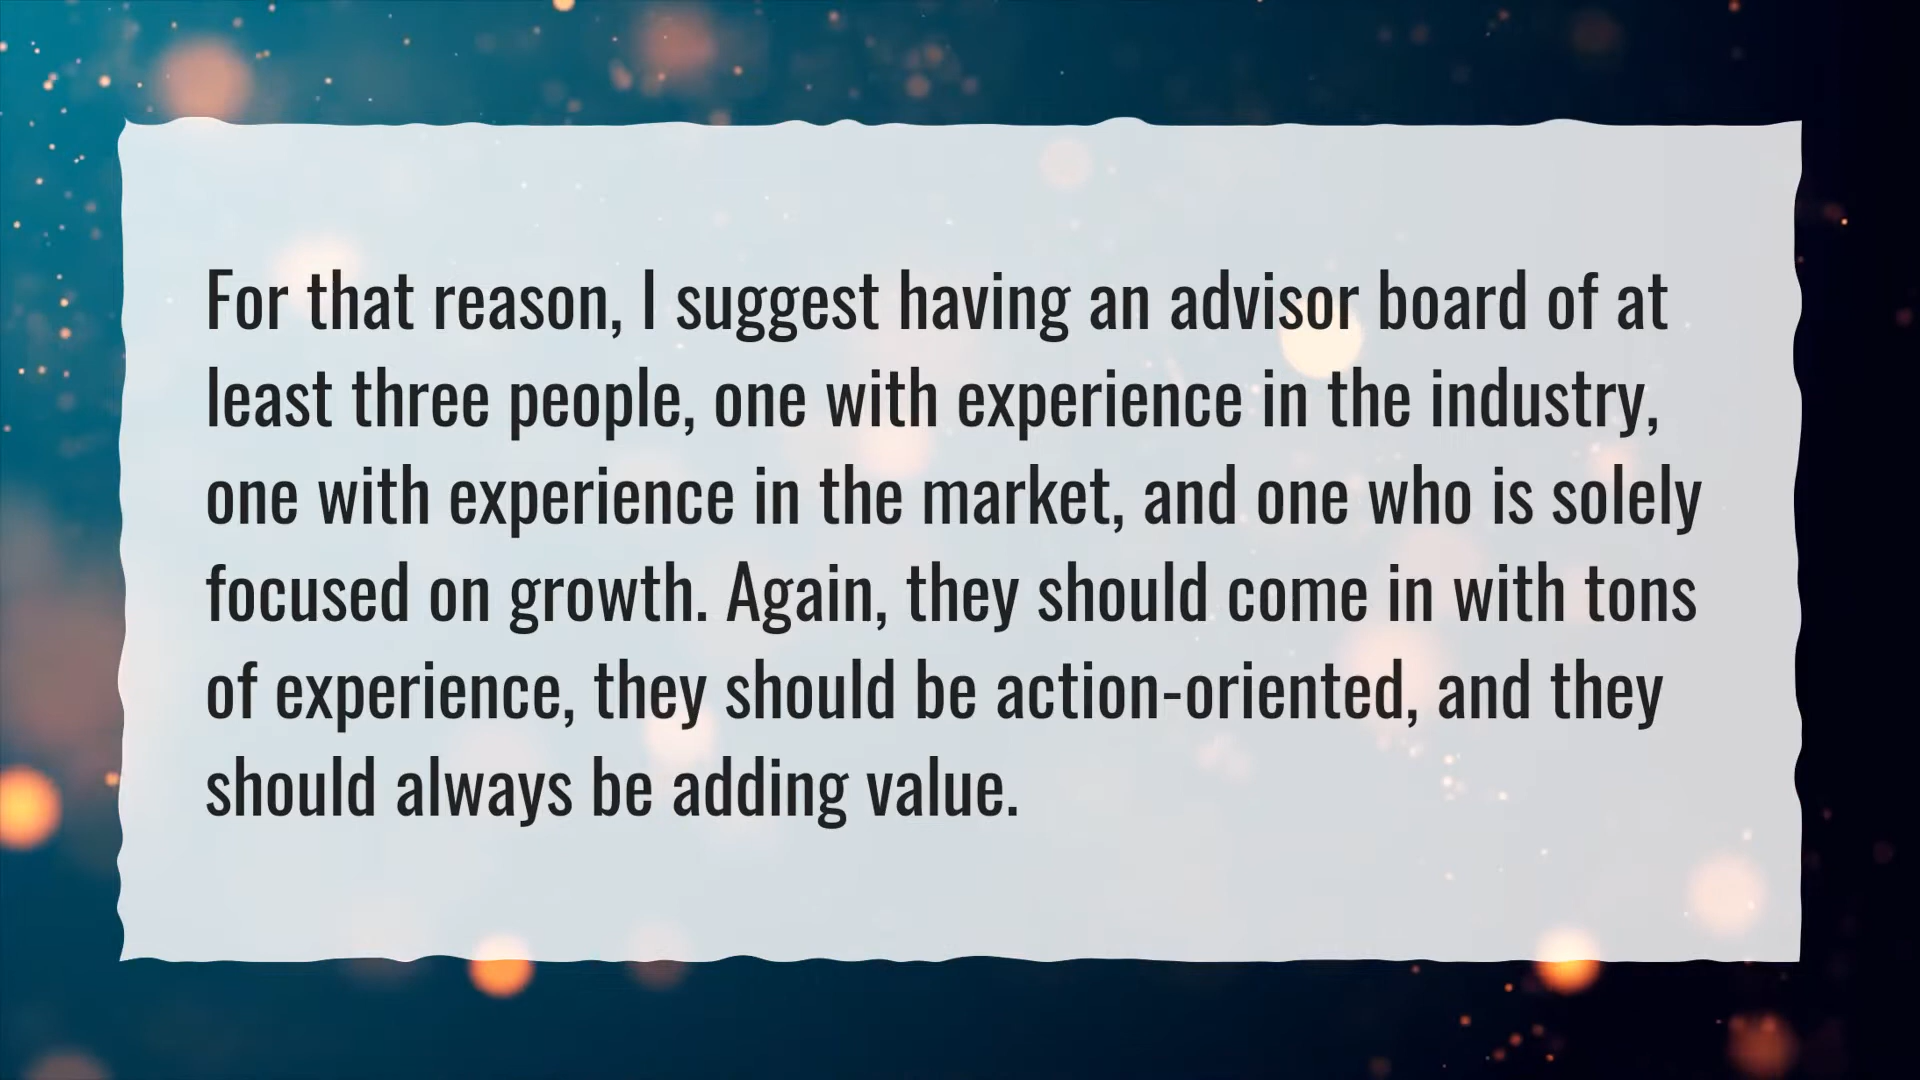 For that reason, I suggest having an advisor board of at
least three people, one with experience in the industry,
one with experience in the market, and one who is solely
focused on growth. Again, they should come in with tons
of experience, they should be action-oriented, and they
should always be adding value.